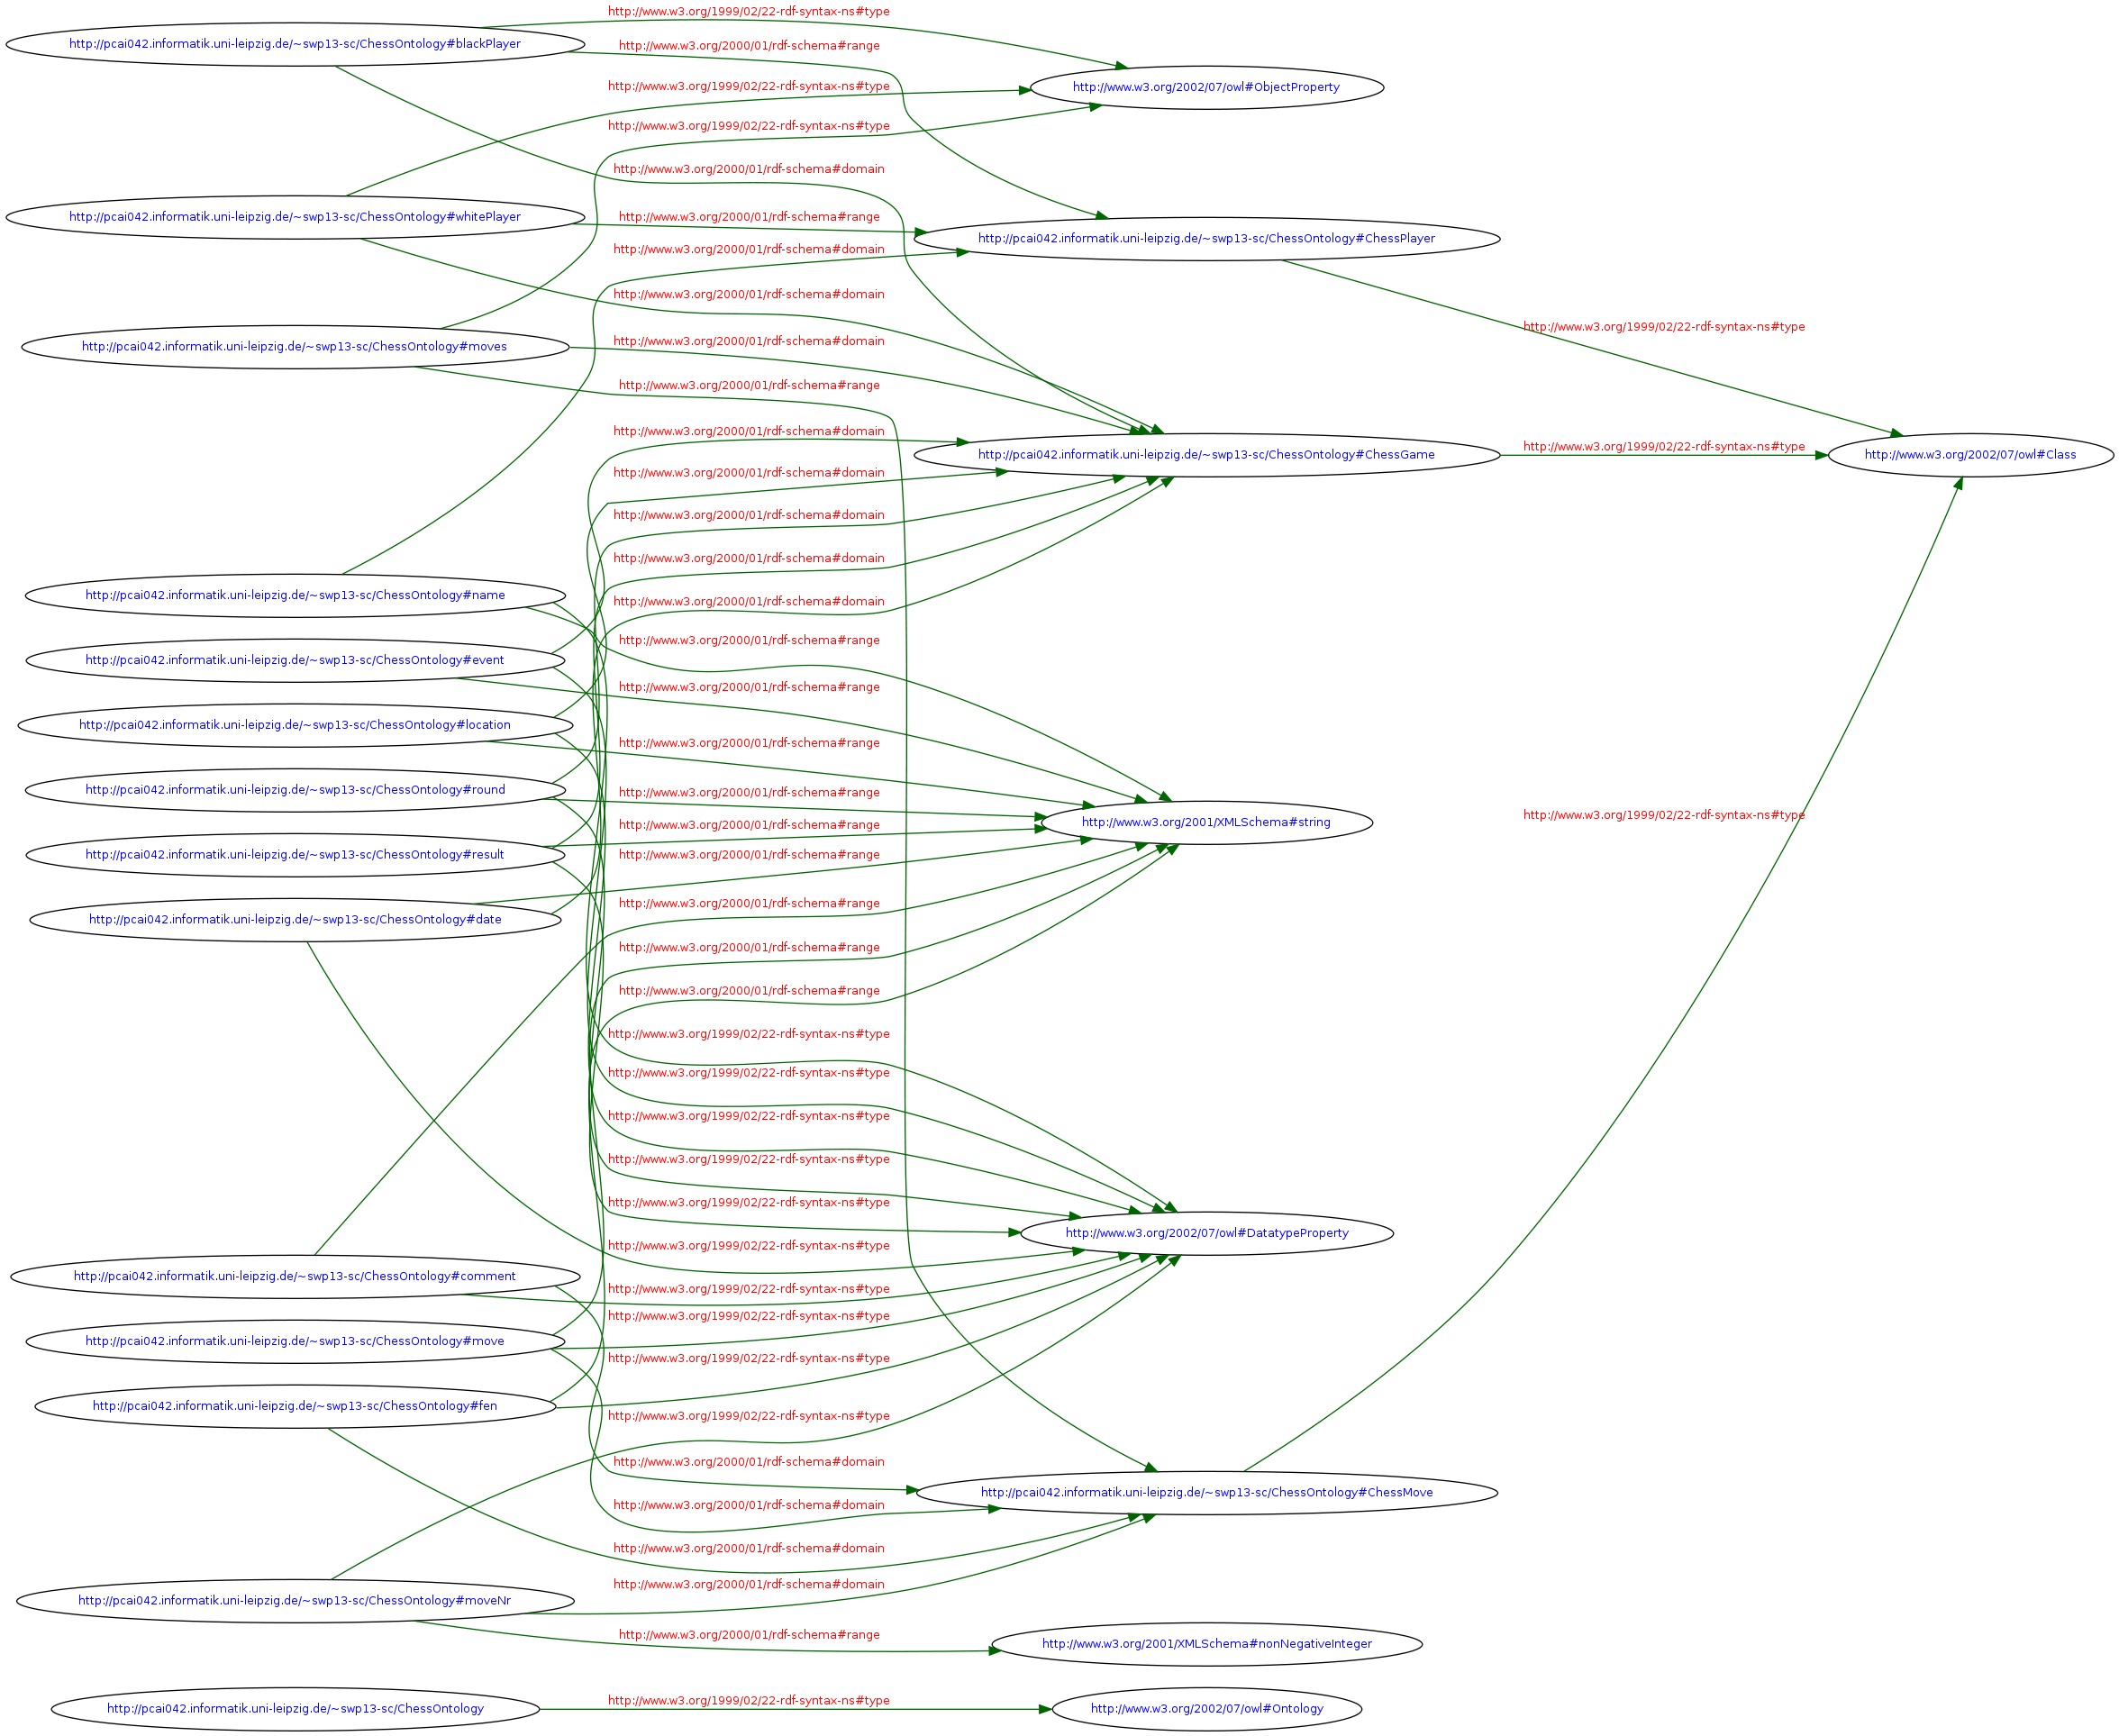 http://www.w3.org/1999/02/22-rdf-syntax-ns#type
http://pcai042.informatik.uni-leipzig.de/~swp13-sc/ChessOntology#blackPlayer
http://www.w3.org/2000/01/rdf-schema#range
http://www.w3.org/1999/02/22-rdf-syntax-ns#type
http://www.w3.org/2002/07/owl#ObjectProperty
http://www.w3.org/1999/02/22-rdf-syntax-ns#type
http://www.w3.org/2000/01/rdf-schema#domain
http://pcai042.informatik.uni-leipzig.de/~swp13-sc/ChessOntology#whitePlayer
http://www.w3.org/2000/01/rdf-schema#range
http://pcai042.informatik.uni-leipzig.de/~swp13-sc/ChessOntology#ChessPlayer
http://www.w3.org/2000/01/rdf-schema#domain
http://www.w3.org/2000/01/rdf-schema#domain
http://www.w3.org/1999/02/22-rdf-syntax-ns#type
http://pcai042.informatik.uni-leipzig.de/~swp13-sc/ChessOntology#moves
http://www.w3.org/2000/01/rdf-schema#domain
http://www.w3.org/2000/01/rdf-schema#range
http://www.w3.org/2000/01/rdf-schema#domain
http://pcai042.informatik.uni-leipzig.de/~swp13-sc/ChessOntology#ChessGame
http://www.w3.org/1999/02/22-rdf-syntax-ns#type
http://www.w3.org/2002/07/owl#Class
http://www.w3.org/2000/01/rdf-schema#domain
http://www.w3.org/2000/01/rdf-schema#domain
http://www.w3.org/2000/01/rdf-schema#domain
http://pcai042.informatik.uni-leipzig.de/~swp13-sc/ChessOntology#name
http://www.w3.org/2000/01/rdf-schema#domain
http://www.w3.org/2000/01/rdf-schema#range
http://pcai042.informatik.uni-leipzig.de/~swp13-sc/ChessOntology#event
http://www.w3.org/2000/01/rdf-schema#range
http://pcai042.informatik.uni-leipzig.de/~swp13-sc/ChessOntology#location
http://www.w3.org/2000/01/rdf-schema#range
http://pcai042.informatik.uni-leipzig.de/~swp13-sc/ChessOntology#round
http://www.w3.org/2000/01/rdf-schema#range
http://www.w3.org/1999/02/22-rdf-syntax-ns#type
http://www.w3.org/2001/XMLSchema#string
http://www.w3.org/2000/01/rdf-schema#range
http://pcai042.informatik.uni-leipzig.de/~swp13-sc/ChessOntology#result
http://www.w3.org/2000/01/rdf-schema#range
http://www.w3.org/2000/01/rdf-schema#range
http://pcai042.informatik.uni-leipzig.de/~swp13-sc/ChessOntology#date
http://www.w3.org/2000/01/rdf-schema#range
http://www.w3.org/2000/01/rdf-schema#range
http://www.w3.org/1999/02/22-rdf-syntax-ns#type
http://www.w3.org/1999/02/22-rdf-syntax-ns#type
http://www.w3.org/1999/02/22-rdf-syntax-ns#type
http://www.w3.org/1999/02/22-rdf-syntax-ns#type
http://www.w3.org/1999/02/22-rdf-syntax-ns#type
http://www.w3.org/2002/07/owl#DatatypeProperty
http://www.w3.org/1999/02/22-rdf-syntax-ns#type
http://pcai042.informatik.uni-leipzig.de/~swp13-sc/ChessOntology#comment
http://www.w3.org/1999/02/22-rdf-syntax-ns#type
http://www.w3.org/1999/02/22-rdf-syntax-ns#type
http://pcai042.informatik.uni-leipzig.de/~swp13-sc/ChessOntology#move
http://www.w3.org/1999/02/22-rdf-syntax-ns#type
http://pcai042.informatik.uni-leipzig.de/~swp13-sc/ChessOntology#fen
http://www.w3.org/1999/02/22-rdf-syntax-ns#type
http://www.w3.org/2000/01/rdf-schema#domain
http://pcai042.informatik.uni-leipzig.de/~swp13-sc/ChessOntology#ChessMove
http://www.w3.org/2000/01/rdf-schema#domain
http://www.w3.org/2000/01/rdf-schema#domain
http://www.w3.org/2000/01/rdf-schema#domain
http://pcai042.informatik.uni-leipzig.de/~swp13-sc/ChessOntology#moveNr
http://www.w3.org/2000/01/rdf-schema#range
http://www.w3.org/2001/XMLSchema#nonNegativeInteger
http://www.w3.org/1999/02/22-rdf-syntax-ns#type
http://pcai042.informatik.uni-leipzig.de/~swp13-sc/ChessOntology
http://www.w3.org/2002/07/owl#Ontology